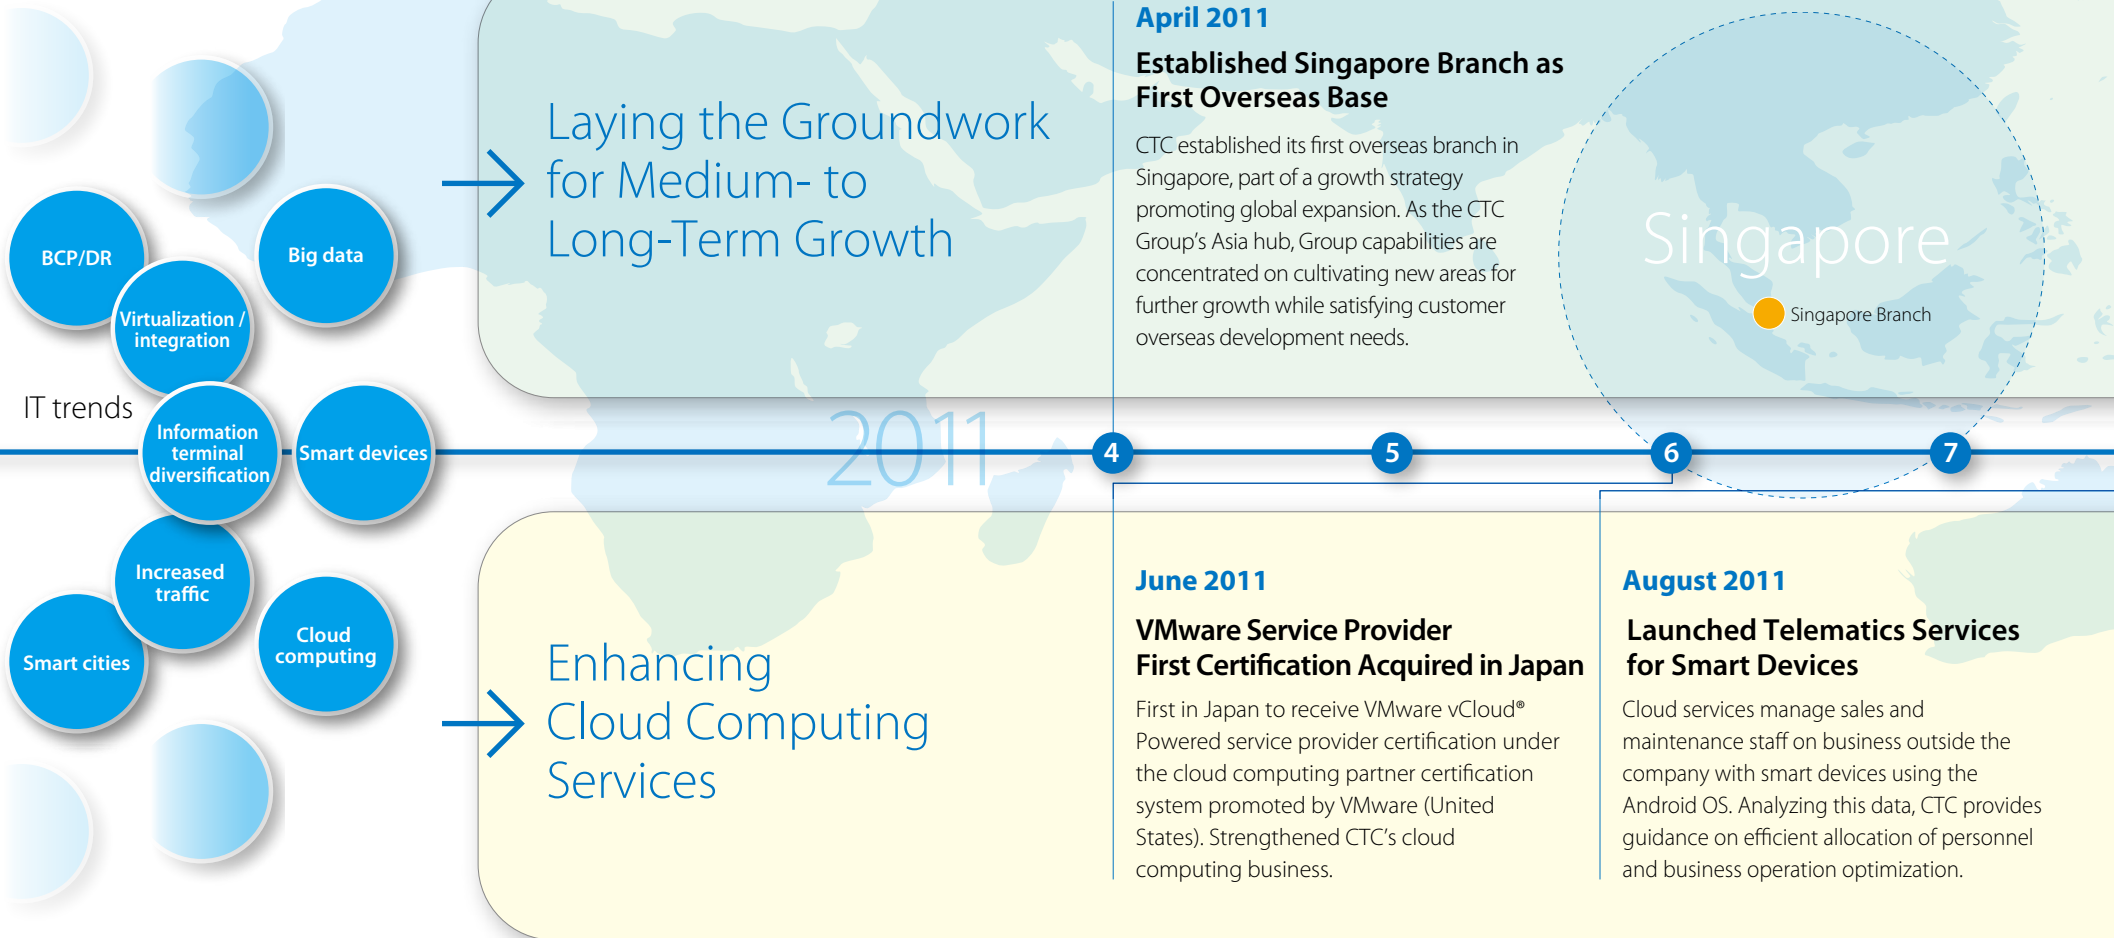 BCP/DR
Big data
Virtualization /
integration
IT trends
Information
terminal
diversification
Smart devices
Increased
traffic
Smart cities
Cloud
computing
Laying the Groundwork
for Medium- to
Long-Term Growth
April 2011
Established Singapore Branch as
First Overseas Base
CTC established its first overseas branch in
Singapore, part of a growth strategy
promoting global expansion. As the CTC
Group's Asia hub, Group capabilities are
concentrated on cultivating new areas for
further growth while satisfying customer
overseas development needs.
Singapore
Singapore Branch
2011
4
5
6
7
Enhancing
Cloud Computing
Services
June 2011
VMware Service Provider
First Certification Acquired in Japan
First in Japan to receive VMware vCloud®
Powered service provider certification under
the cloud computing partner certification
system promoted by VMware (United
States). Strengthened CTC's cloud
computing business.
August 2011
Launched Telematics Services
for Smart Devices
Cloud services manage sales and
maintenance staff on business outside the
company with smart devices using the
Android OS. Analyzing this data, CTC provides
guidance on efficient allocation of personnel
and business operation optimization.